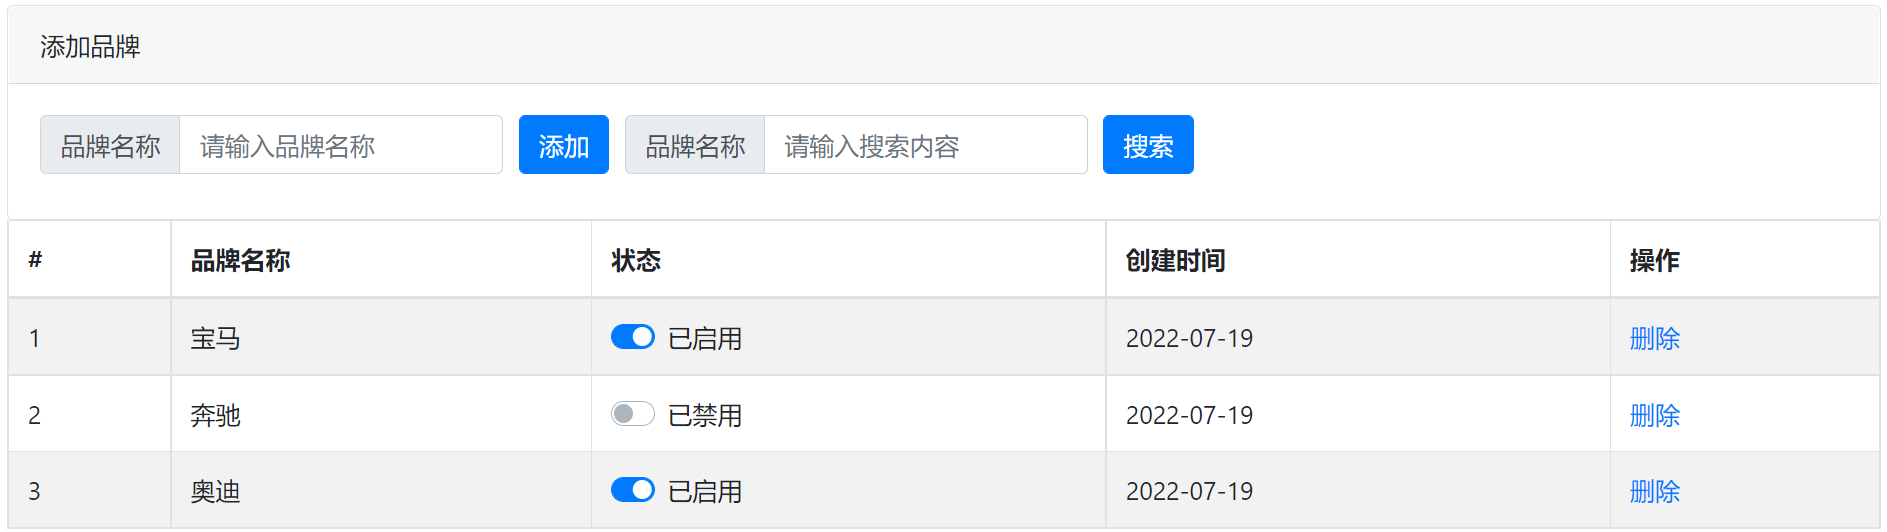 添加品牌
品牌名称 请输入品牌名称 添加 品牌名称 请输入搜索内容 搜索
# 品牌名称 状态 创建时间 操作
1 宝马 已启用 2022-07-19 删除
2 奔驰 已禁用 2022-07-19 删除
3 奥迪 已启用 2022-07-19 删除